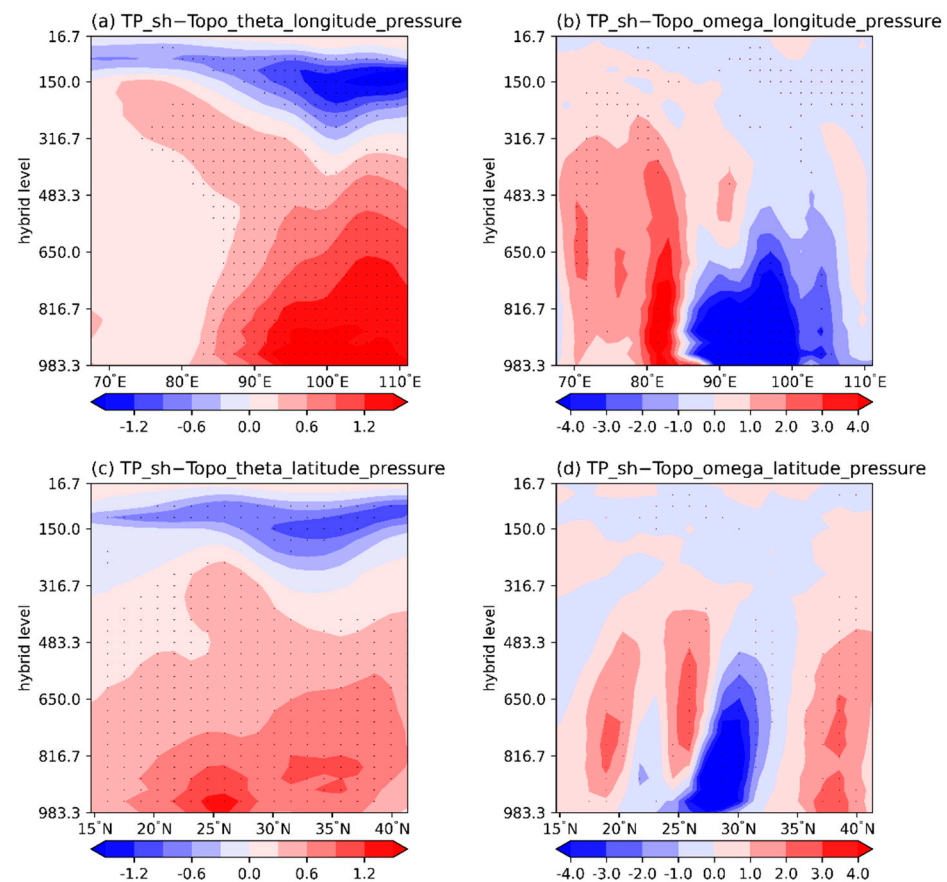 (a) TP_sh−Topo_theta_longitude_pressure
16.7
150.0
316.7
483.3
650.0
816.7
983.3
hybrid level
70°E 80°E 90°E 100°E 110°E
-1.2 -0.6 0.0 0.6 1.2
(b) TP_sh−Topo_omega_longitude_pressure
16.7
150.0
316.7
483.3
650.0
816.7
983.3
hybrid level
70°E 80°E 90°E 100°E 110°E
-4.0 -3.0 -2.0 -1.0 0.0 1.0 2.0 3.0 4.0
(c) TP_sh−Topo_theta_latitude_pressure
16.7
150.0
316.7
483.3
650.0
816.7
983.3
hybrid level
15°N 20°N 25°N 30°N 35°N 40°N
-1.2 -0.6 0.0 0.6 1.2
(d) TP_sh−Topo_omega_latitude_pressure
16.7
150.0
316.7
483.3
650.0
816.7
983.3
hybrid level
15°N 20°N 25°N 30°N 35°N 40°N
-4.0 -3.0 -2.0 -1.0 0.0 1.0 2.0 3.0 4.0